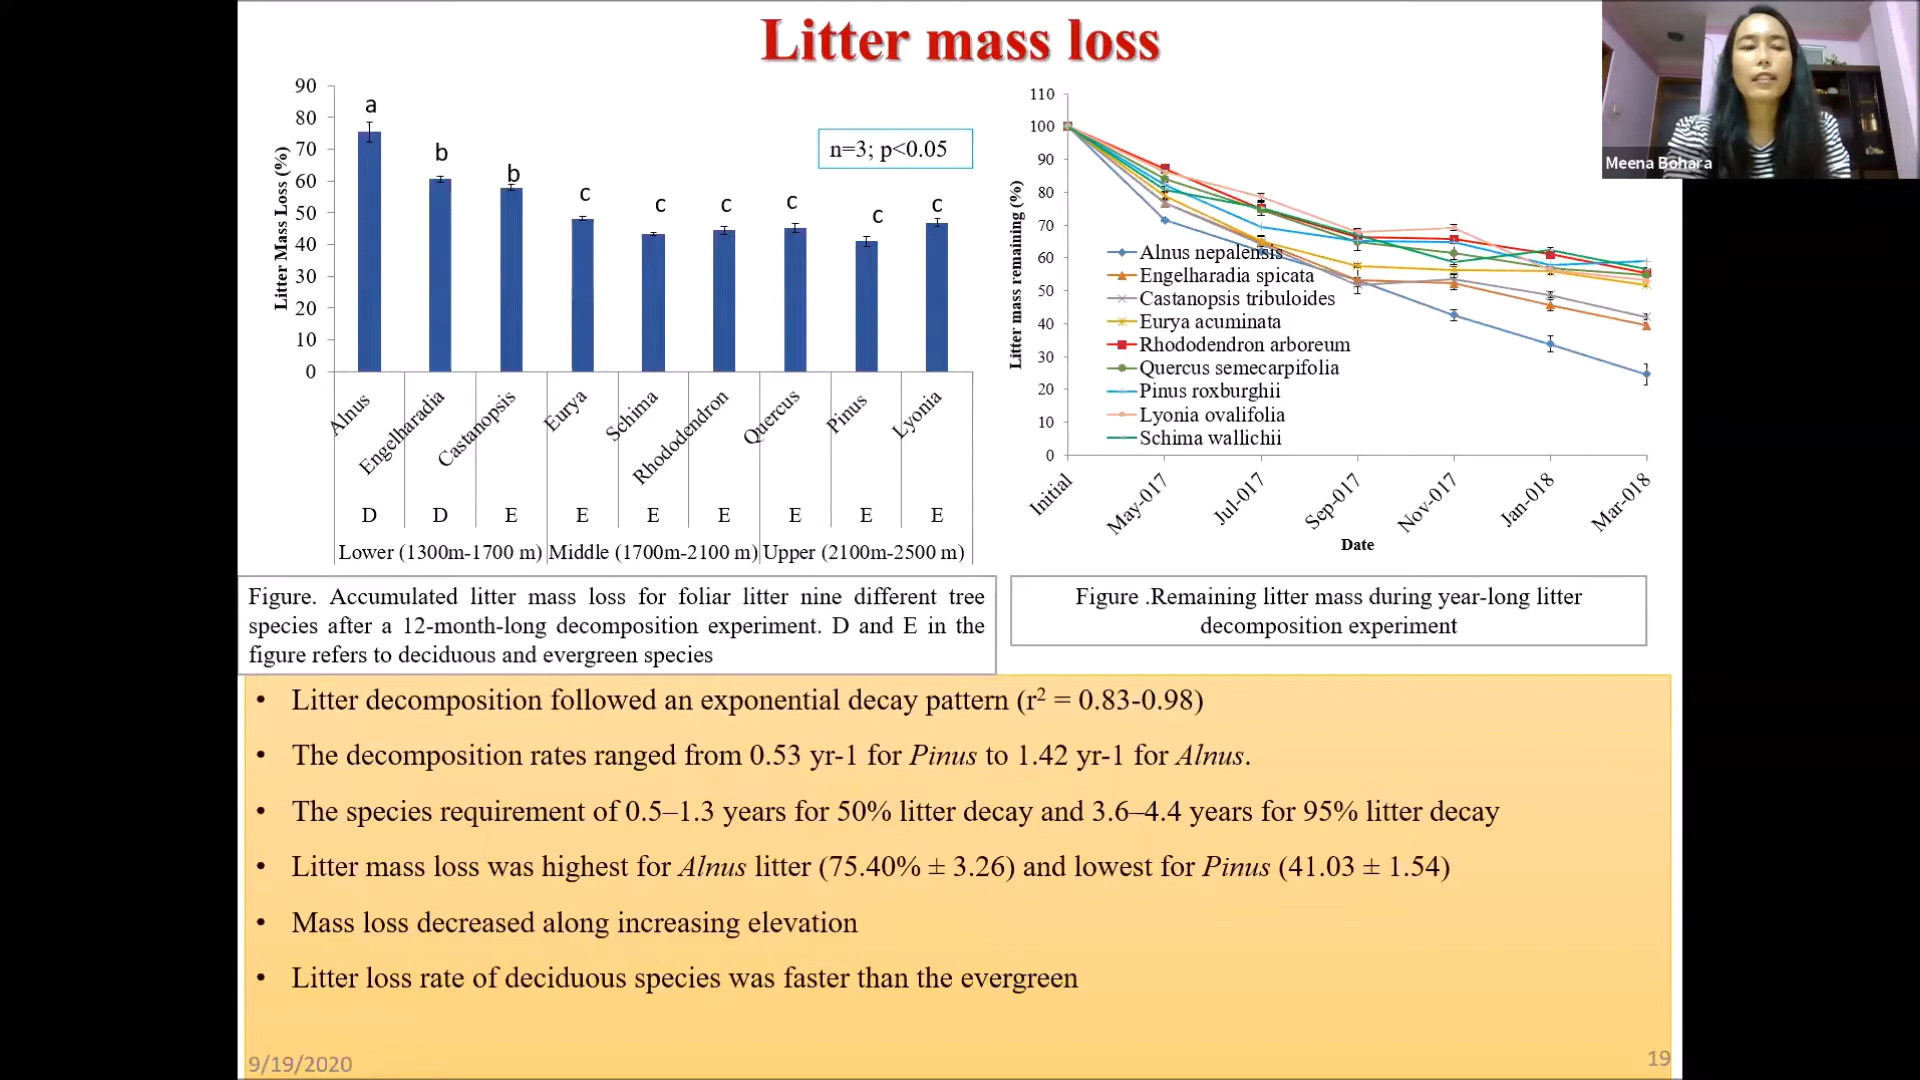 Litter mass loss
Meena Bohara
90
80
70
60
50
40
30
20
10
0
Litter Mass Loss (%)
a
b
b
c
c
c
c
c
c
n=3; p<0.05
Alnus
Engelharadia
Castanopsis
Eurya
Schima
Rhododendron
Quercus
Pinus
Lyonia
D D E E E E E E E
Lower (1300m-1700 m) Middle (1700m-2100 m) Upper (2100m-2500 m)
110
100
90
80
70
60
50
40
30
20
10
0
Litter mass remaining (%)
Alnus nepalensis
Engelharadia spicata
Castanopsis tribuloides
Eurya acuminata
Rhododendron arboreum
Quercus semecarpifolia
Pinus roxburghii
Lyonia ovalifolia
Schima wallichii
Initial
May-017
Jul-017
Sep-017
Nov-017
Jan-018
Mar-018
Date
Figure. Accumulated litter mass loss for foliar litter nine different tree
species after a 12-month-long decomposition experiment. D and E in the
figure refers to deciduous and evergreen species
Figure .Remaining litter mass during year-long litter
decomposition experiment
• Litter decomposition followed an exponential decay pattern (r² = 0.83-0.98)
• The decomposition rates ranged from 0.53 yr-1 for Pinus to 1.42 yr-1 for Alnus.
• The species requirement of 0.5–1.3 years for 50% litter decay and 3.6–4.4 years for 95% litter decay
• Litter mass loss was highest for Alnus litter (75.40% ± 3.26) and lowest for Pinus (41.03 ± 1.54)
• Mass loss decreased along increasing elevation
• Litter loss rate of deciduous species was faster than the evergreen
9/19/2020
19